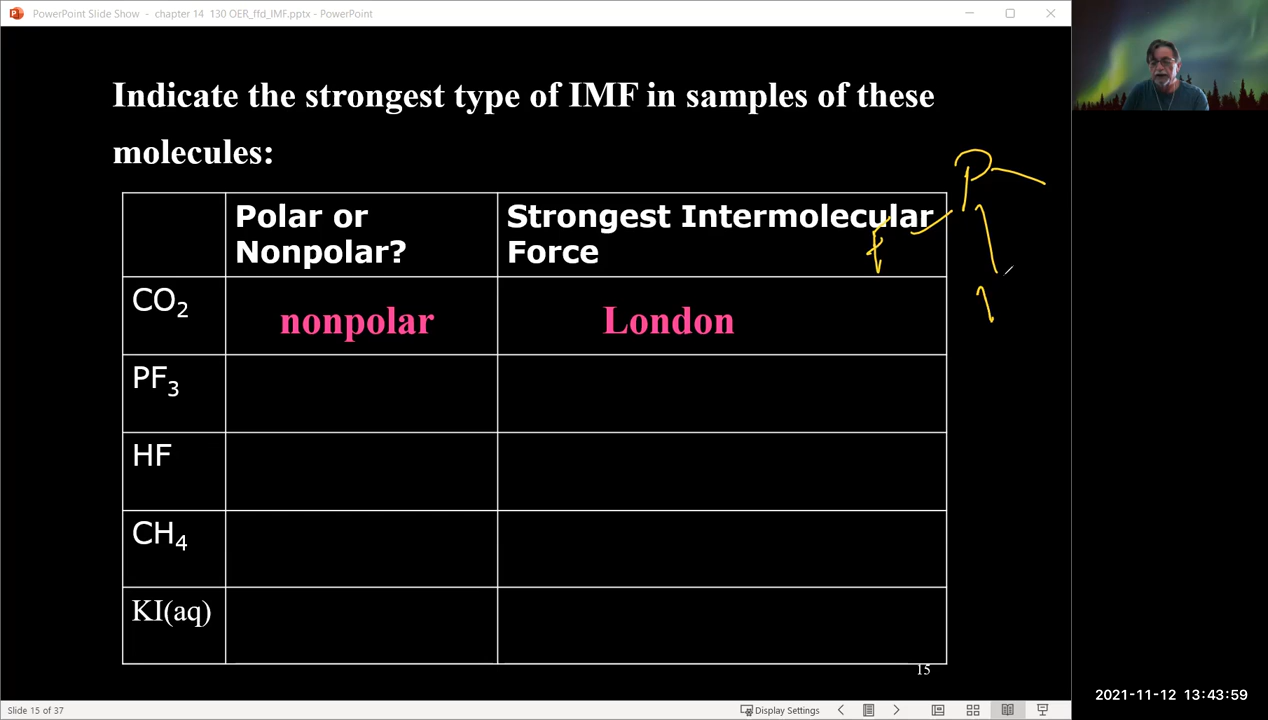 PowerPoint Slide Show - chapter 14 130 OER_ffd_IMF.pptx - PowerPoint
Indicate the strongest type of IMF in samples of these
molecules:
Polar or
Nonpolar?
Strongest Intermolecular
Force
P
F
CO₂
nonpolar
London
PF₃
HF
CH₄
KI(aq)
15
Slide 15 of 37
Display Settings
2021-11-12 13:43:59